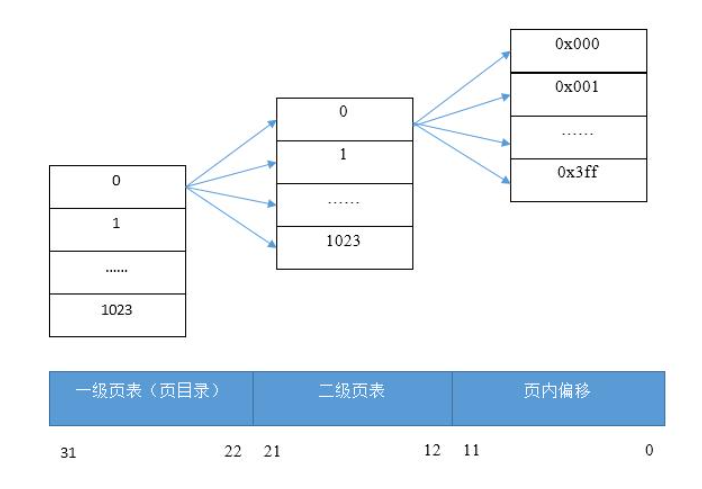 0x000
0x001
……
0x3ff
0
1
……
1023
0
1
……
1023
一级页表（页目录） 二级页表 页内偏移
31 22 21 12 11 0